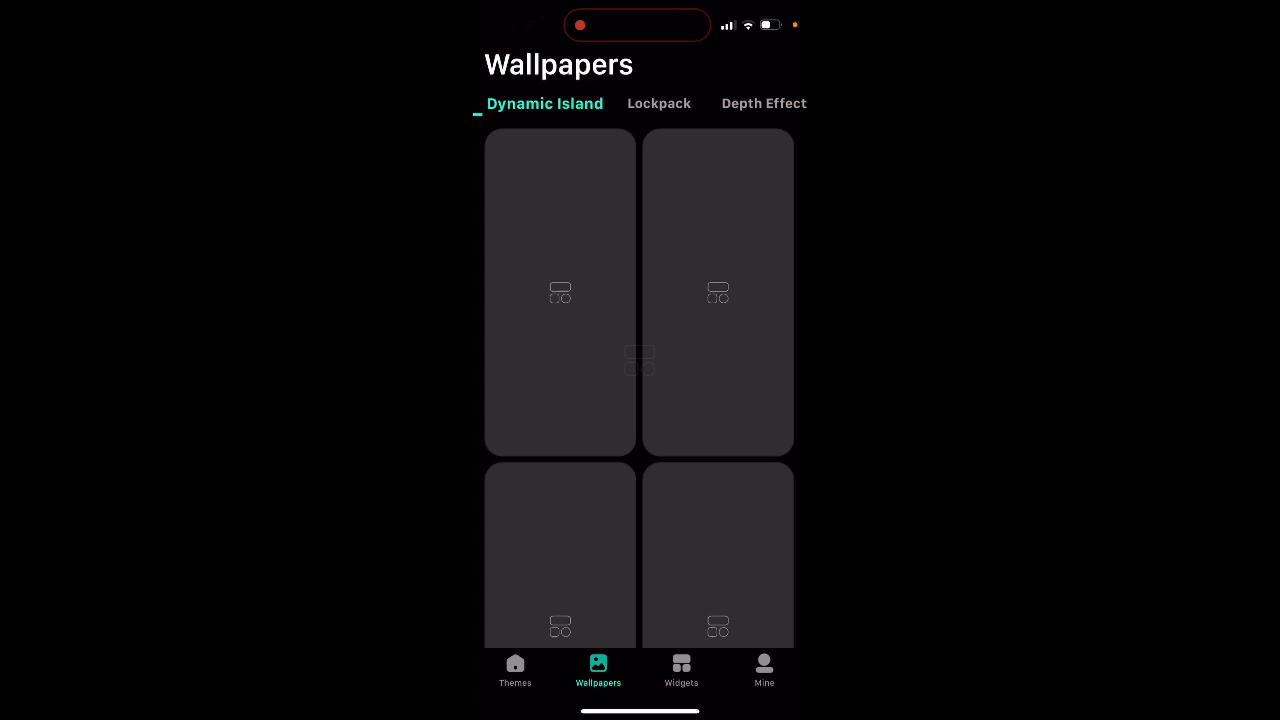 Wallpapers
Dynamic Island Lockpack Depth Effect
Themes Wallpapers Widgets Mine